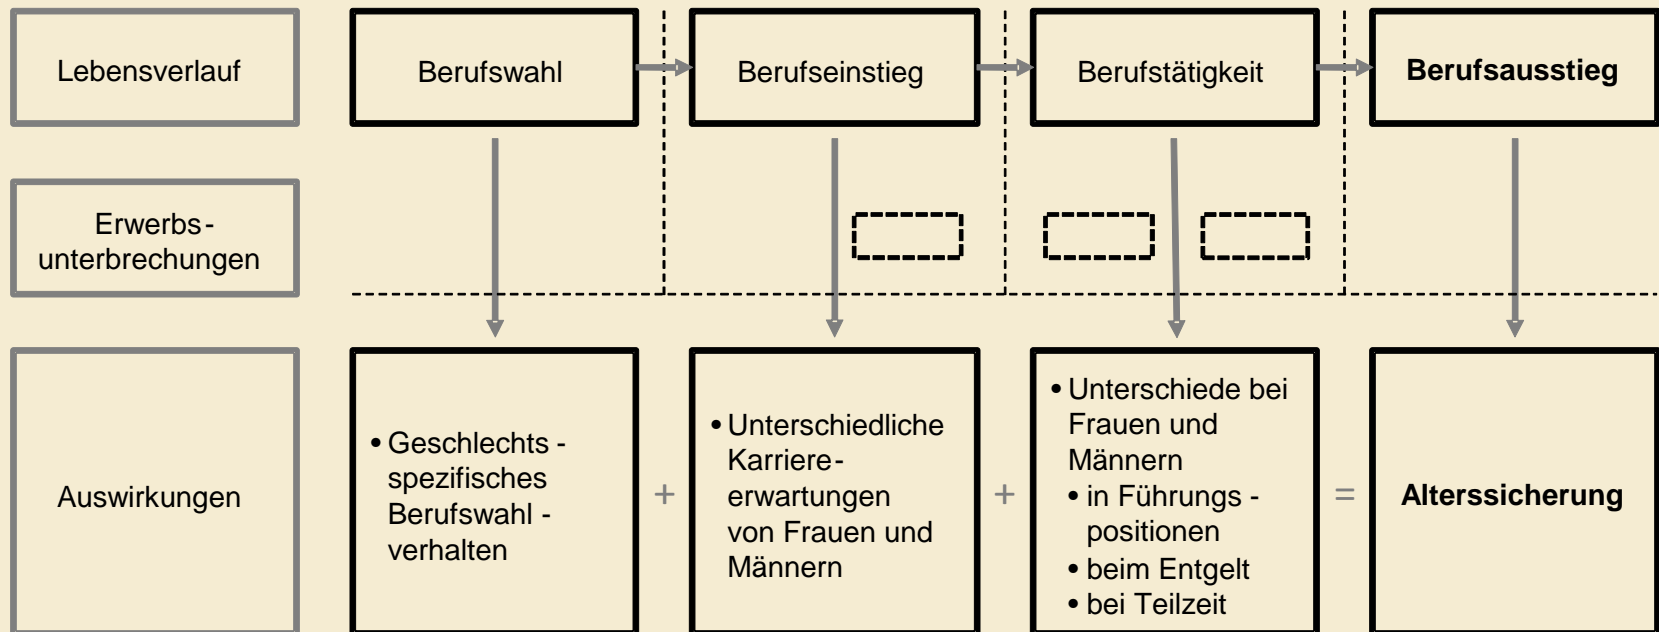 Lebensverlauf
Berufswahl
Berufseinstieg
Berufstätigkeit
Berufsausstieg
Erwerbs-
unterbrechungen
Auswirkungen
• Geschlechts -
spezifisches
Berufswahl -
verhalten
+
• Unterschiedliche
Karriere-
erwartungen
von Frauen und
Männern
+
• Unterschiede bei
Frauen und
Männern
• in Führungs -
positionen
• beim Entgelt
• bei Teilzeit
=
Alterssicherung